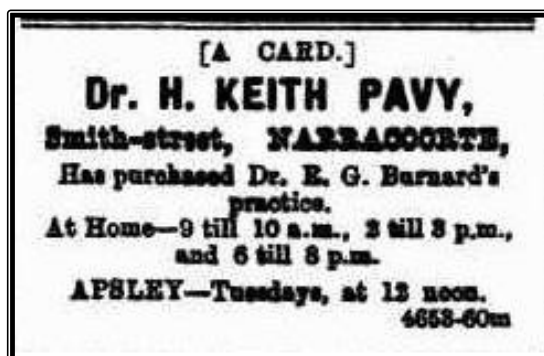 [A CARD.]
Dr. H. KEITH PAVY,
Smith-street, NARRACOORTE,
Has purchased Dr. E. G. Burnard's
practice.
At Home—9 till 10 a.m., 2 till 3 p.m.,
and 6 till 8 p.m.
APSLEY—Tuesdays, at 12 noon.
4653-60m